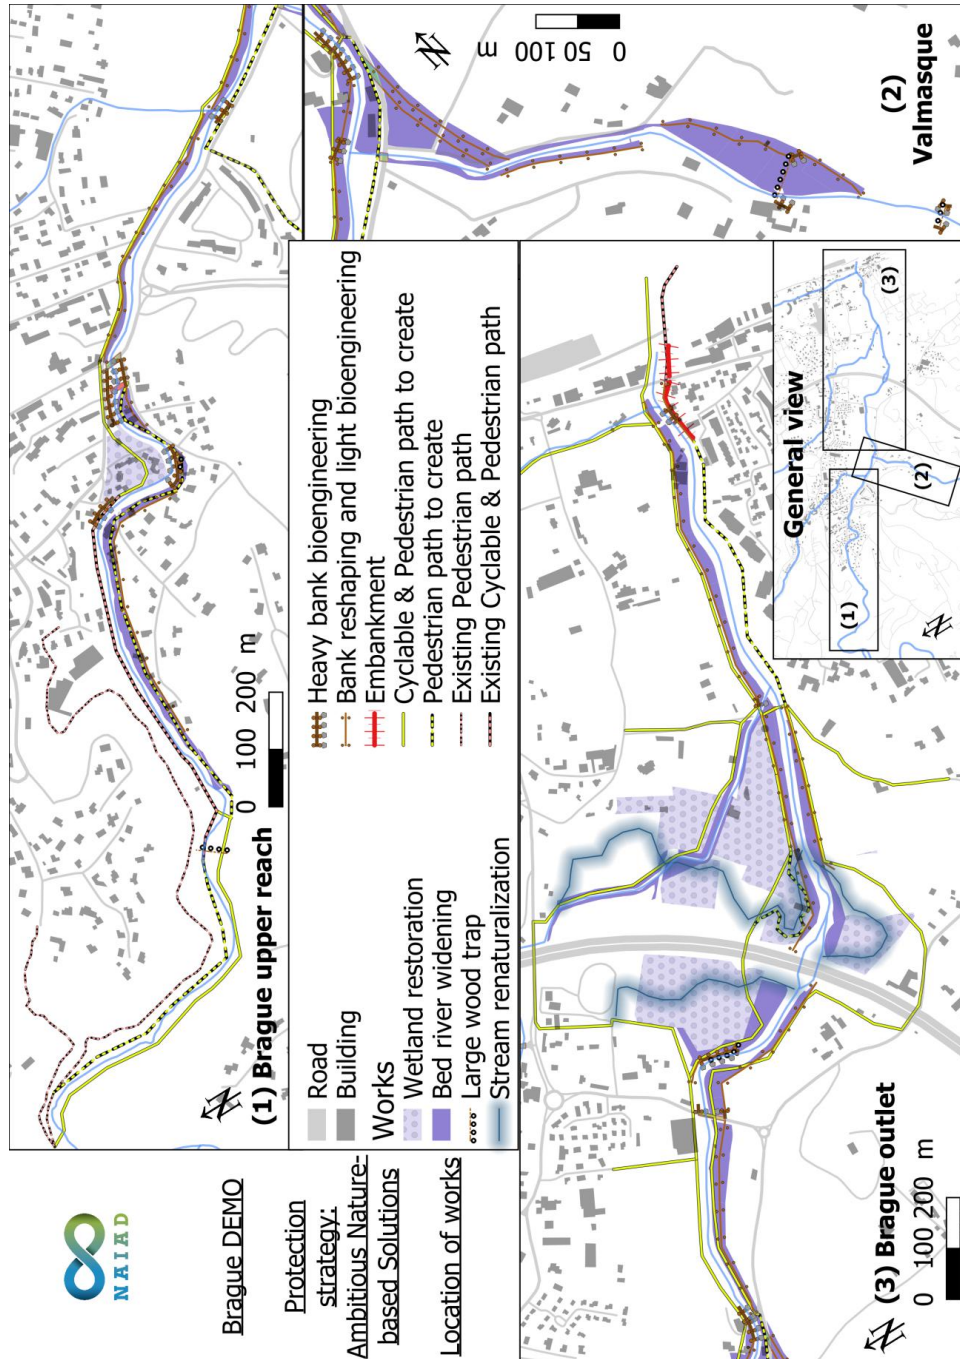 NAIAD
Brague DEMO
Protection
strategy:
Ambitious Nature-
based Solutions
Location of works
N
(1) Brague upper reach
0 100 200 m
N
m 100 50 0
(2)
Valmasque
Road
Building
Works
Wetland restoration
Bed river widening
Large wood trap
Stream renaturalization
Heavy bank bioengineering
Bank reshaping and light bioengineering
Embankment
Cyclable & Pedestrian path to create
Pedestrian path to create
Existing Pedestrian path
Existing Cyclable & Pedestrian path
N
(3) Brague outlet
0 100 200 m
General view
(1)
(2)
(3)
N